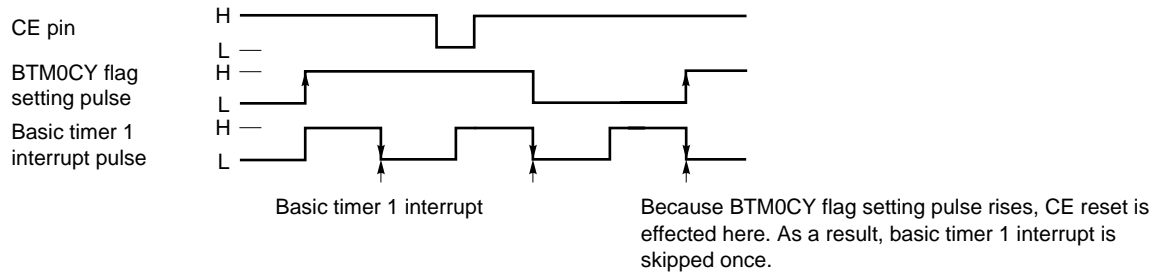 CE pin
H
L
BTM0CY flag
setting pulse
H
L
Basic timer 1
interrupt pulse
H
L
Basic timer 1 interrupt
Because BTM0CY flag setting pulse rises, CE reset is
effected here. As a result, basic timer 1 interrupt is
skipped once.